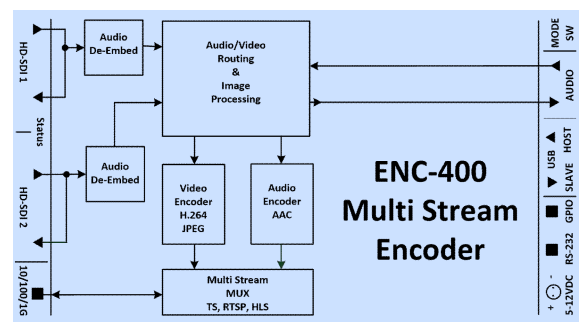 HD-SDI 1
Status
HD-SDI 2
10/100/1G
Audio
De-Embed
Audio
De-Embed
Audio/Video
Routing
&
Image
Processing
Video
Encoder
H.264
JPEG
Audio
Encoder
AAC
Multi Stream
MUX
TS, RTSP, HLS
ENC-400
Multi Stream
Encoder
MODE
SW
AUDIO
USB
HOST
SLAVE
GPIO
RS-232
+ -
5-12VDC